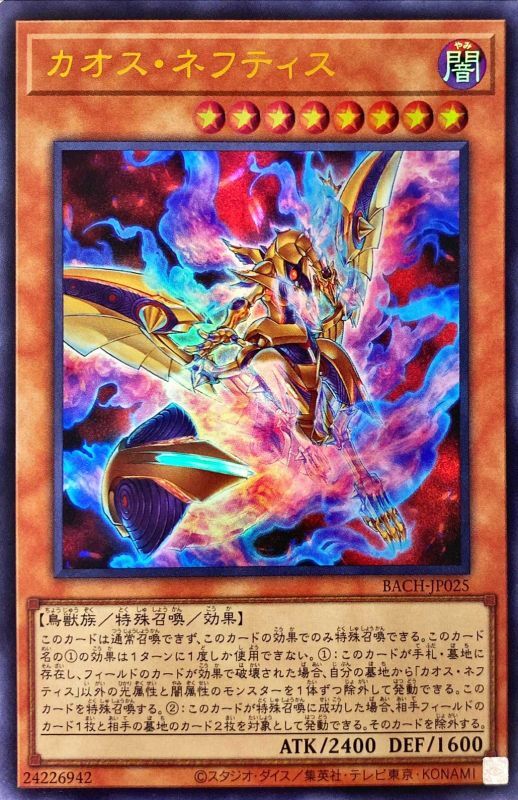 カオス・ネフティス
やみ
闇
BACH-JP025
【鳥獣族／特殊召喚／効果】
このカードは通常召喚できず、このカードの効果でのみ特殊召喚できる。このカード
名の①の効果は１ターンに１度しか使用できない。①：このカードが手札・墓地に
存在し、フィールドのカードが効果で破壊された場合、自分の墓地から「カオス・ネフ
ティス」以外の光属性と闇属性のモンスターを１体ずつ除外して発動できる。このカー
ドを特殊召喚する。②：このカードが特殊召喚に成功した場合、相手フィールドの
カード１枚と相手の墓地のカード２枚を対象として発動できる。そのカードを除外する。
ATK/2400 DEF/1600
24226942
©スタジオ・ダイス／集英社・テレビ東京・KONAMI